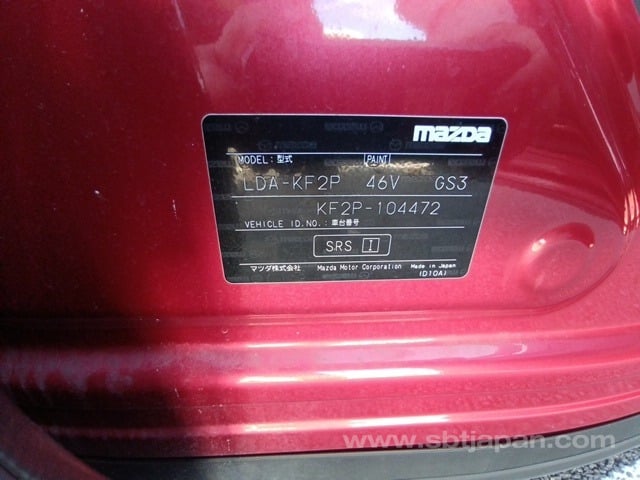 mazda
MODEL:型式 PAINT
LDA-KF2P 46V GS3
KF2P-104472
VEHICLE ID.NO.:車台番号
SRS I
マツダ株式会社 Mazda Motor Corporation Made in Japan
(D10A)
www.sbtjapan.com